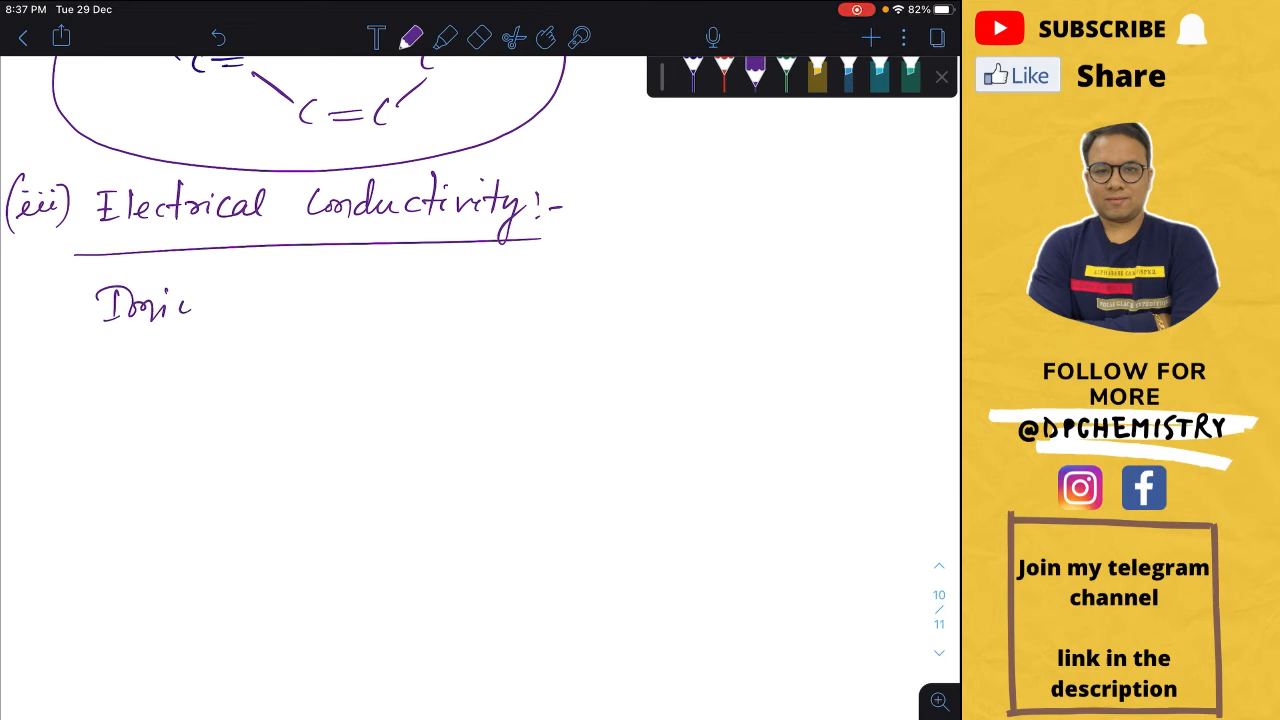 8:37 PM Tue 29 Dec
82%
C =
C
C = C
(iii) Electrical Conductivity:-
Ionic
10
/
11
SUBSCRIBE
Like
Share
FOLLOW FOR
MORE
@DPCHEMISTRY
Join my telegram
channel
link in the
description